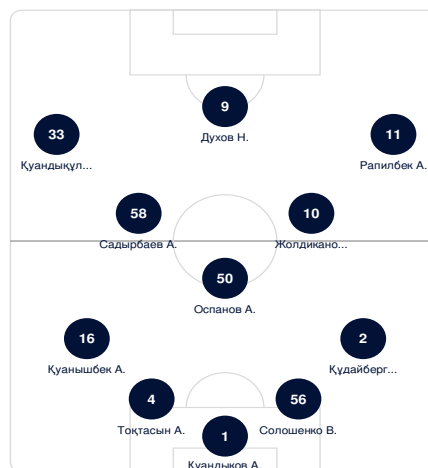 9
Духов Н.
33
Қуандықұл...
11
Рапилбек А.
58
Садырбаев А.
10
Жолдикано...
50
Оспанов А.
16
Қуанышбек А.
2
Құдайберг...
4
Тоқтасын А.
56
Солошенко В.
1
Куандыков А.